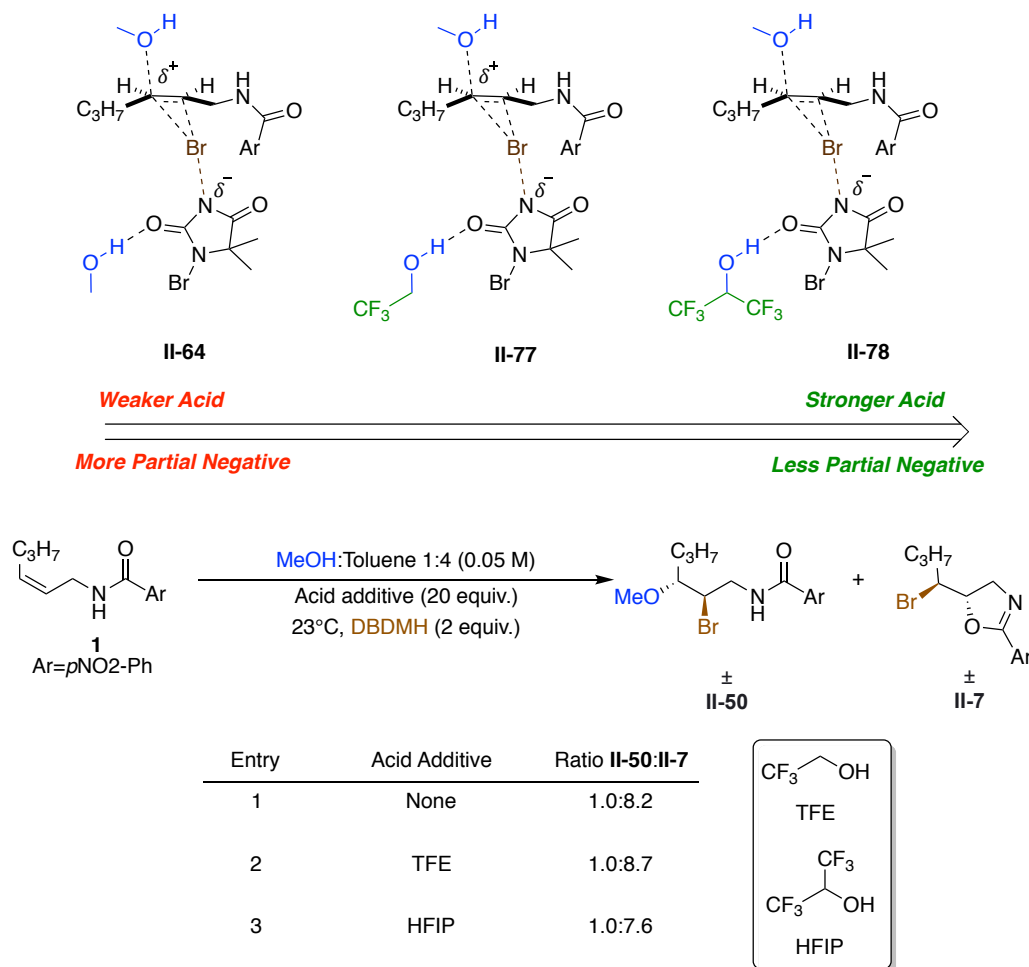 H
O
H
δ+
H
H
N
C3H7
O
Br
Ar
δ−
N
O
O
H
O
N
Br
II-64
H
O
H
δ+
H
H
N
C3H7
O
Br
Ar
δ−
N
O
O
H
O
N
Br
CF3
II-77
H
O
H
H
H
N
C3H7
O
Br
Ar
δ−
N
O
O
H
O
N
Br
CF3
CF3
II-78
Weaker Acid
Stronger Acid
More Partial Negative
Less Partial Negative
C3H7
O
N
H
Ar
1
Ar=pNO2-Ph
MeOH:Toluene 1:4 (0.05 M)
Acid additive (20 equiv.)
23°C, DBDMH (2 equiv.)
C3H7
O
MeO
N
H
Ar
Br
±
II-50
+
C3H7
Br
N
O
Ar
±
II-7
Entry Acid Additive Ratio II-50:II-7
1 None 1.0:8.2
2 TFE 1.0:8.7
3 HFIP 1.0:7.6
CF3 OH
TFE
CF3
CF3 OH
HFIP